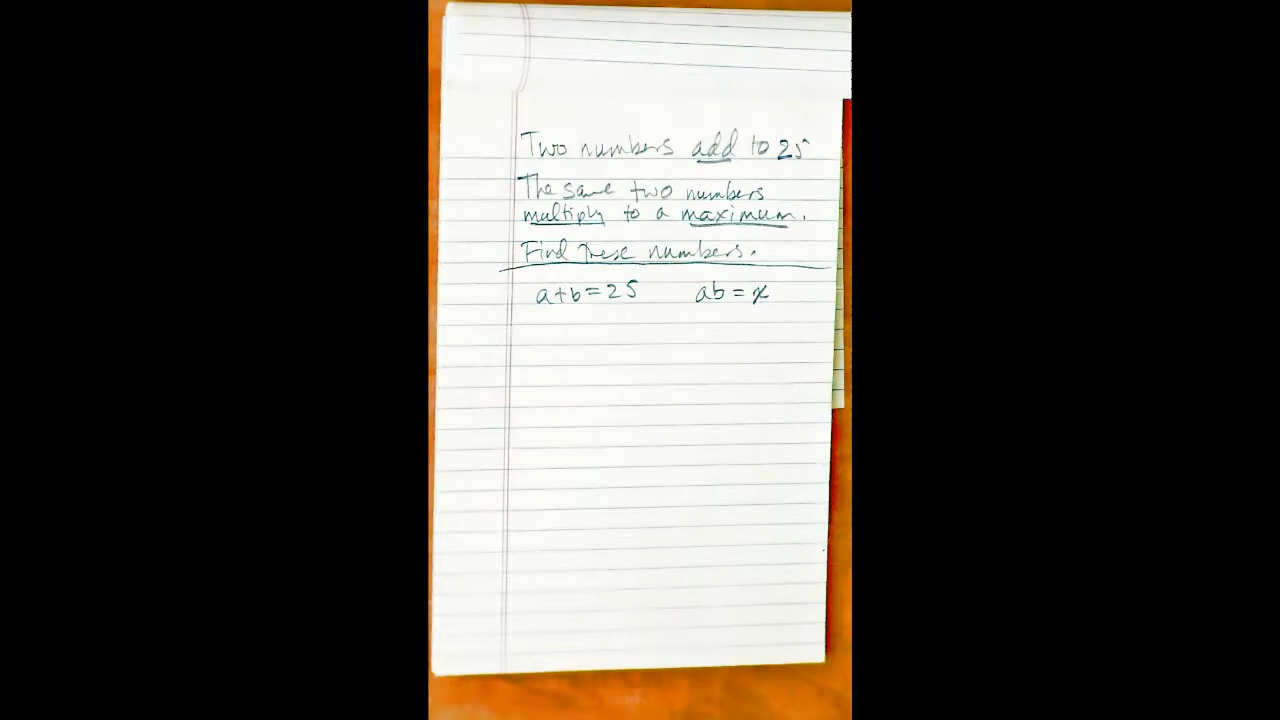 Two numbers add to 25
The same two numbers
multiply to a maximum.
Find these numbers.
a+b=25 ab=x